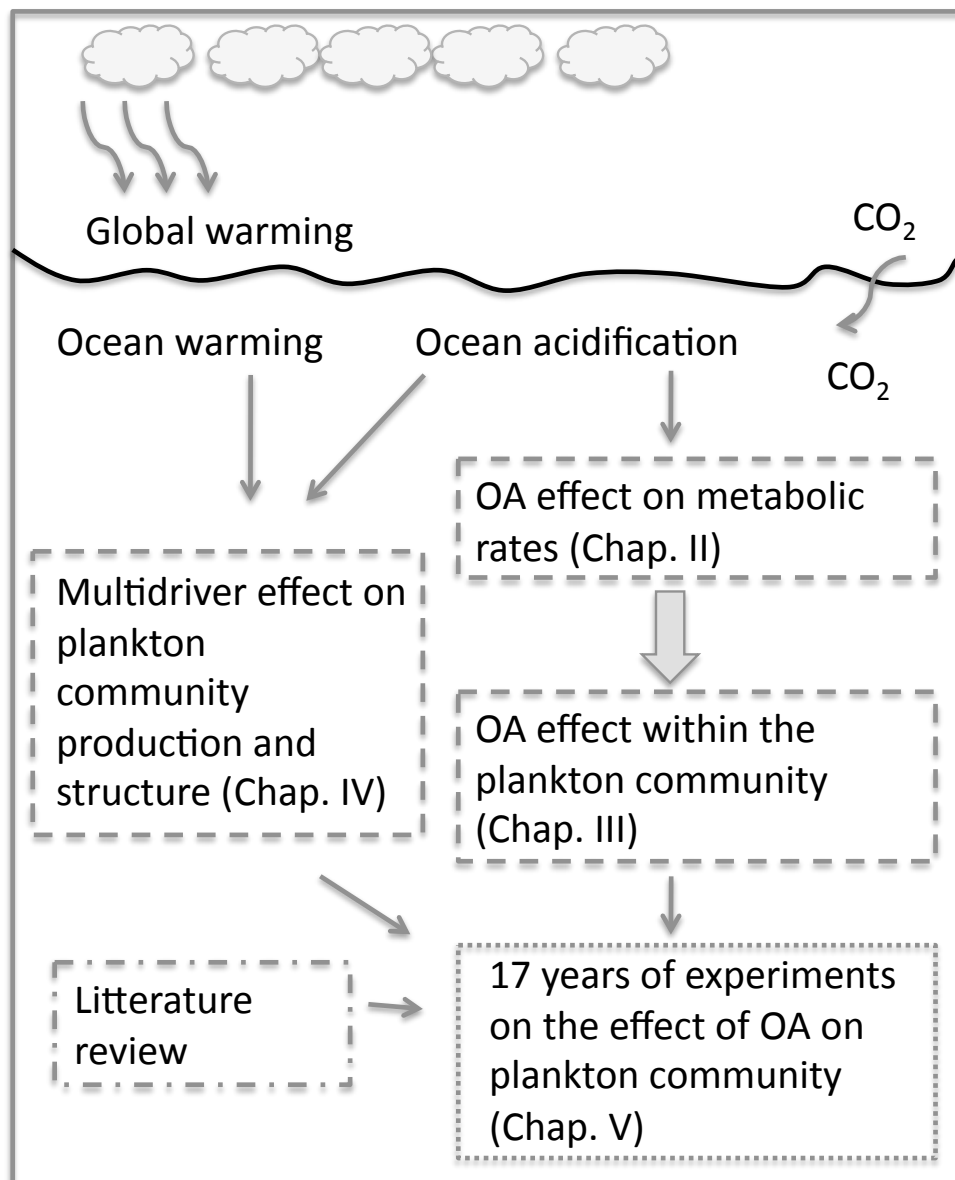 Global warming
CO₂
Ocean warming
Ocean acidification
CO₂
OA effect on metabolic
rates (Chap. II)
Multidriver effect on
plankton
community
production and
structure (Chap. IV)
OA effect within the
plankton community
(Chap. III)
Litterature
review
17 years of experiments
on the effect of OA on
plankton community
(Chap. V)